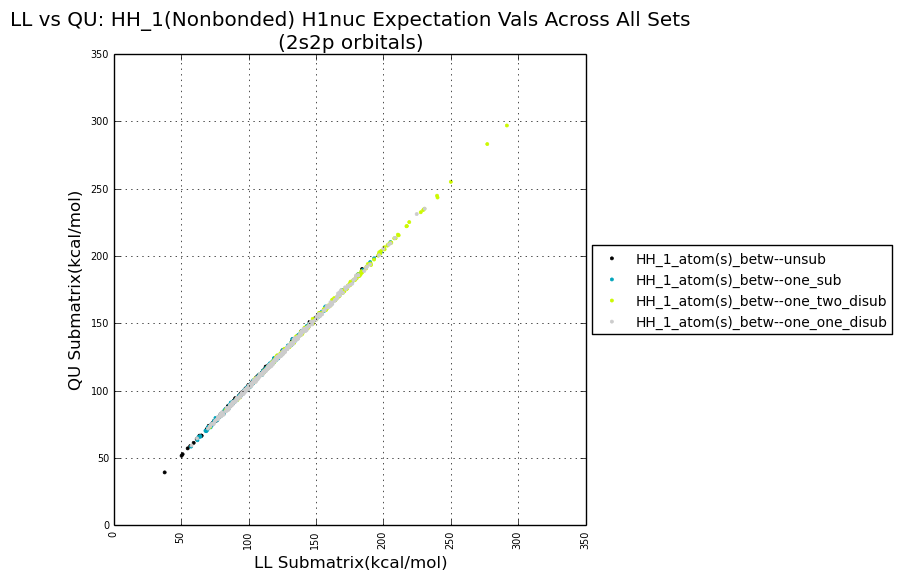 LL vs QU: HH_1(Nonbonded) H1nuc Expectation Vals Across All Sets
(2s2p orbitals)
350
300
250
200
150
100
50
0
QU Submatrix(kcal/mol)
0
50
100
150
200
250
300
350
LL Submatrix(kcal/mol)
HH_1_atom(s)_betw--unsub
HH_1_atom(s)_betw--one_sub
HH_1_atom(s)_betw--one_two_disub
HH_1_atom(s)_betw--one_one_disub